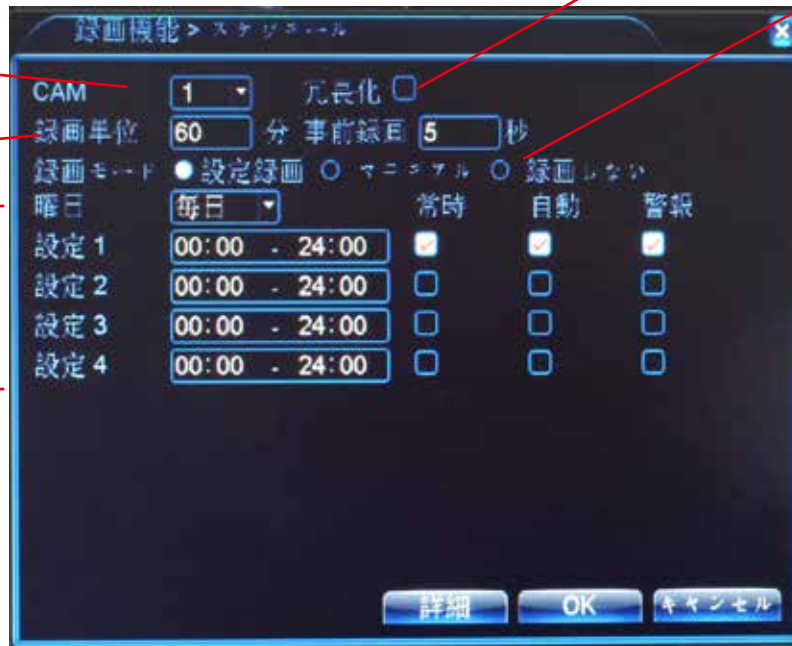 録画機能 > スケジュール
CAM 1 冗長化
録画単位 60 分 事前録画 5 秒
録画モード 設定録画 マニュアル 録画しない
曜日 毎日 常時 自動 警報
設定 1 00:00 - 24:00
設定 2 00:00 - 24:00
設定 3 00:00 - 24:00
設定 4 00:00 - 24:00
詳細 OK キャンセル